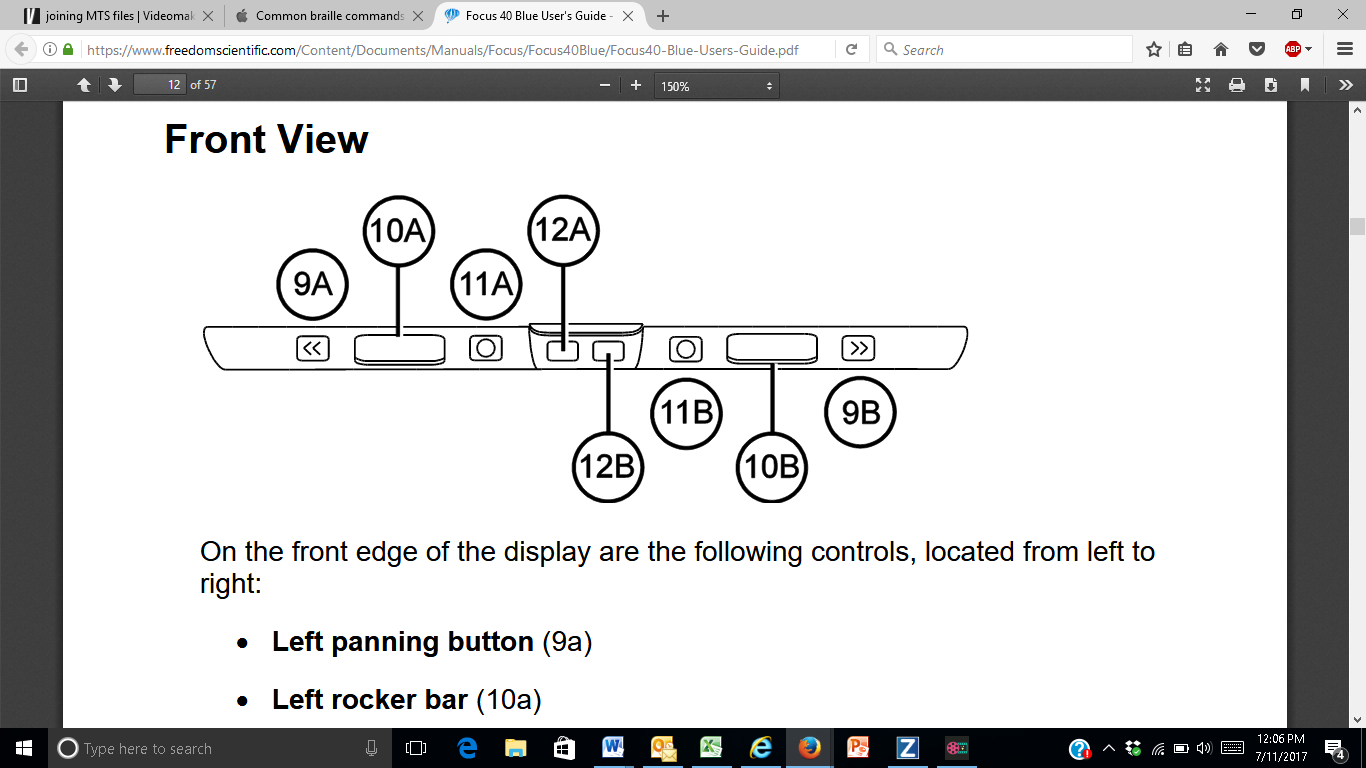 joining MTS files | Videomak
Common braille commands
Focus 40 Blue User's Guide -
https://www.freedomscientific.com/Content/Documents/Manuals/Focus/Focus40Blue/Focus40-Blue-Users-Guide.pdf
Search
ABP
12 of 57
150%
Front View
10A 12A
9A 11A
<< >>
11B 9B
12B 10B
On the front edge of the display are the following controls, located from left to
right:
• Left panning button (9a)
• Left rocker bar (10a)
Type here to search
12:06 PM
7/11/2017
4